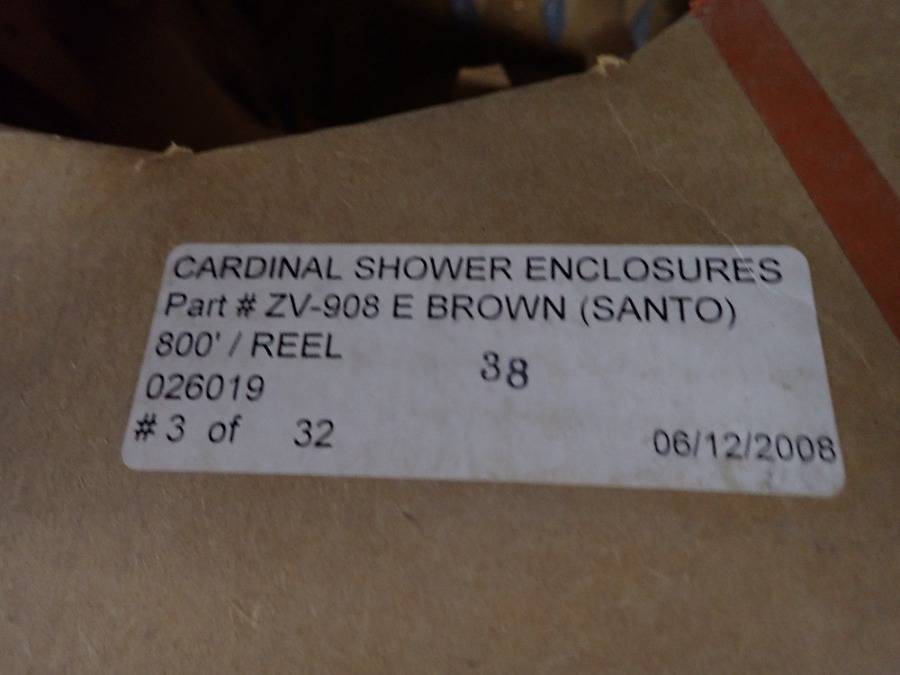 CARDINAL SHOWER ENCLOSURES
Part # ZV-908 E BROWN (SANTO)
800' / REEL
38
026019
# 3 of 32
06/12/2008